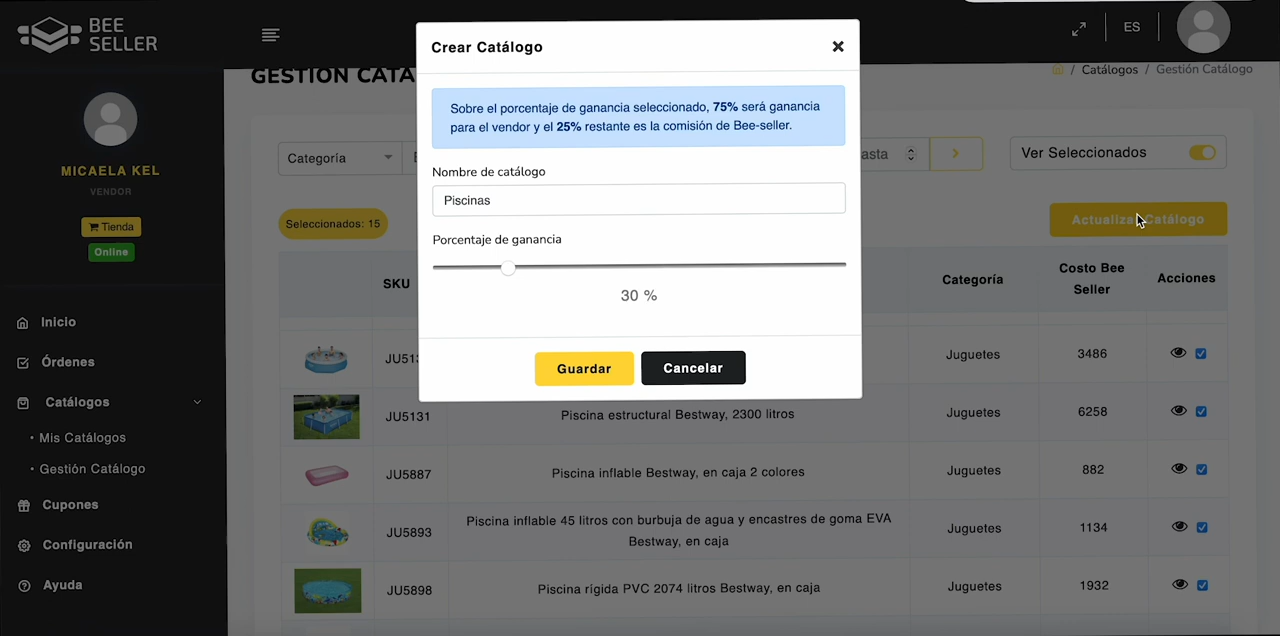 BEE
SELLER
ES
MICAELA KEL
VENDOR
Tienda
Online
Inicio
Órdenes
Catálogos
• Mis Catálogos
• Gestión Catálogo
Cupones
Configuración
Ayuda
GESTIÓN CATÁ
/ Catálogos / Gestión Catálogo
Categoría
asta
>
Ver Seleccionados
Seleccionados: 15
Actualizar Catálogo
Crear Catálogo
Sobre el porcentaje de ganancia seleccionado, 75% será ganancia
para el vendor y el 25% restante es la comisión de Bee-seller.
Nombre de catálogo
Piscinas
Porcentaje de ganancia
30 %
Guardar
Cancelar
SKU
Categoría
Costo Bee
Seller
Acciones
Juguetes
3486
JU5131
Piscina estructural Bestway, 2300 litros
Juguetes
6258
JU5887
Piscina inflable Bestway, en caja 2 colores
Juguetes
882
JU5893
Piscina inflable 45 litros con burbuja de agua y encastres de goma EVA
Bestway, en caja
Juguetes
1134
JU5898
Piscina rígida PVC 2074 litros Bestway, en caja
Juguetes
1932